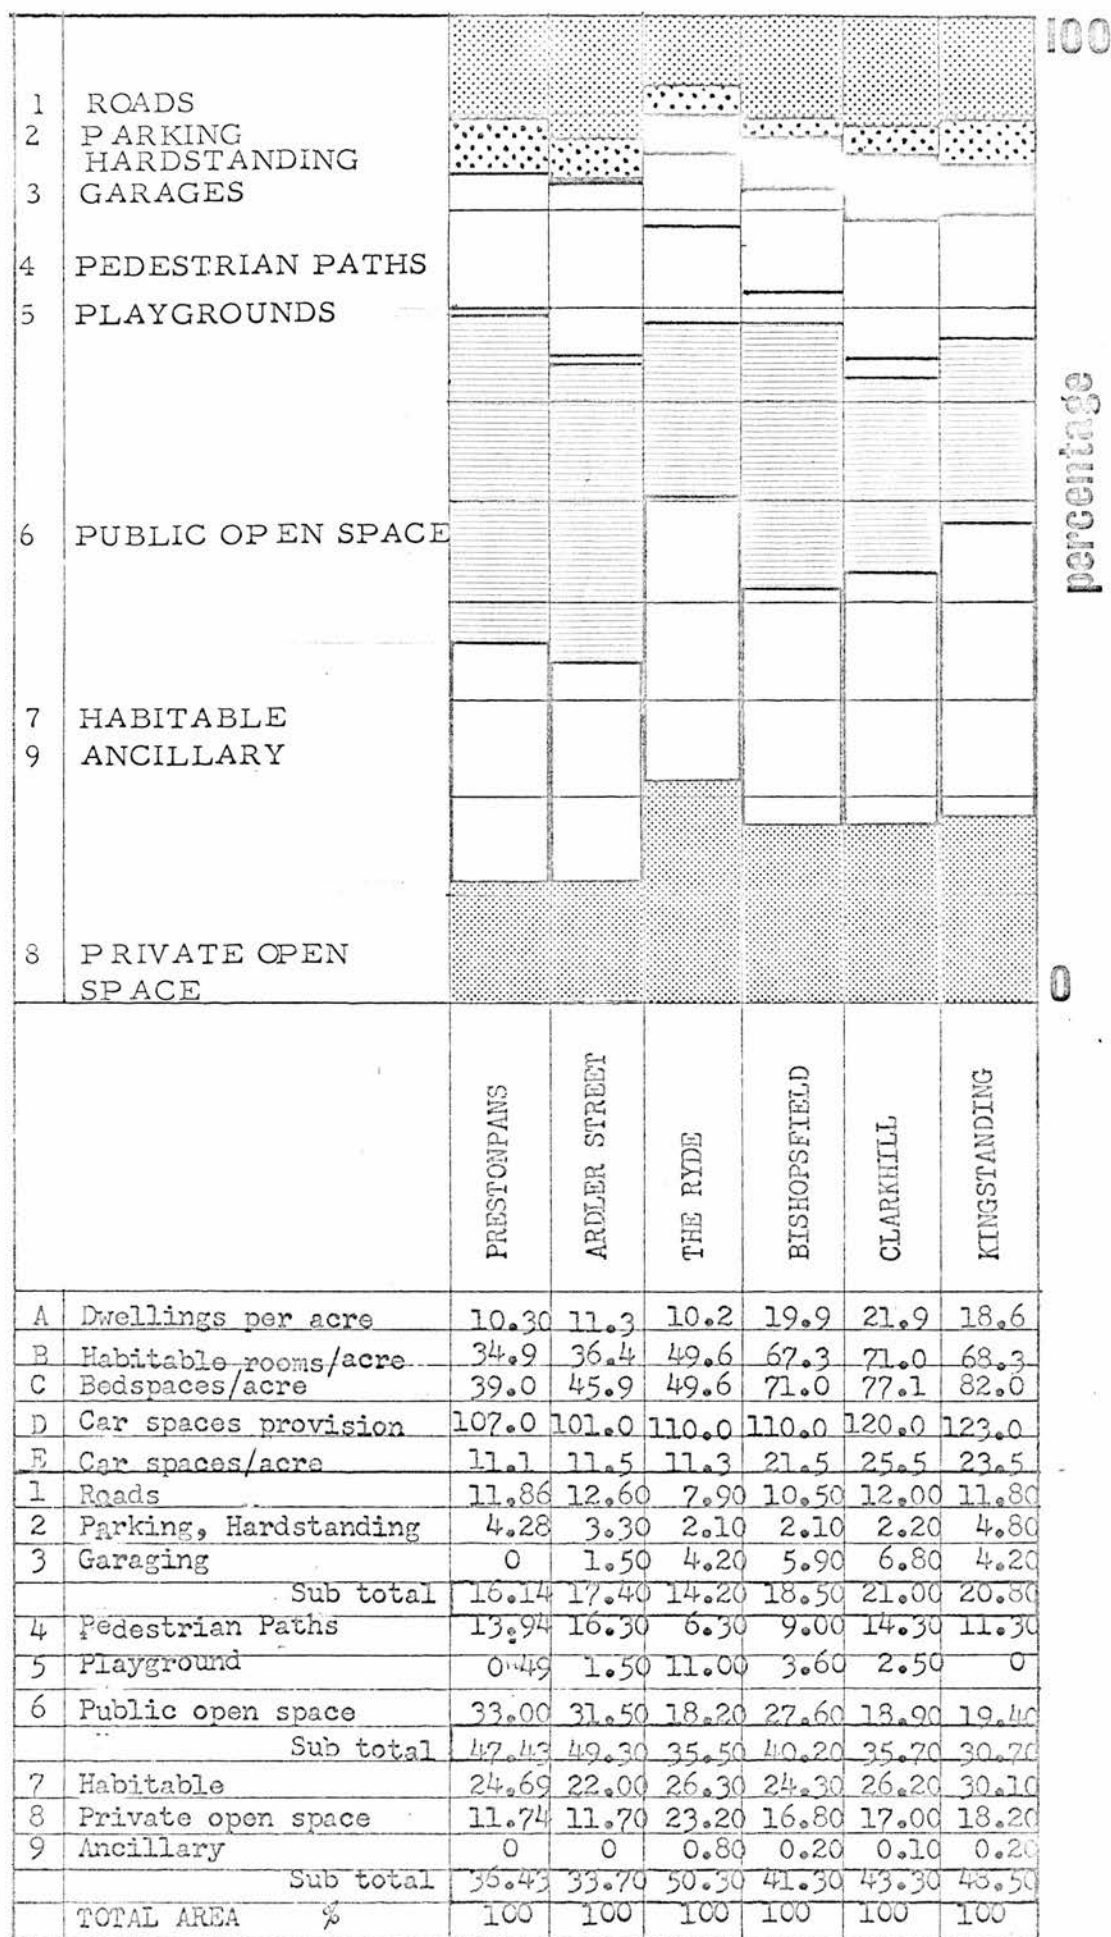 100
1 ROADS
2 PARKING
HARDSTANDING
3 GARAGES
4 PEDESTRIAN PATHS
5 PLAYGROUNDS
percentage
6 PUBLIC OPEN SPACE
7 HABITABLE
9 ANCILLARY
8 PRIVATE OPEN
SPACE
0
PRESTONPANS
ARDLER STREET
THE RYDE
BISHOPSFIELD
CLARKHILL
KINGSTANDING
A Dwellings per acre 10.30 11.3 10.2 19.9 21.9 18.6
B Habitable rooms/acre 34.9 36.4 49.6 67.3 71.0 68.3
C Bedspaces/acre 39.0 45.9 49.6 71.0 77.1 82.0
D Car spaces provision 107.0 101.0 110.0 110.0 120.0 123.0
E Car spaces/acre 11.1 11.5 11.3 21.5 25.5 23.5
1 Roads 11.86 12.60 7.90 10.50 12.00 11.80
2 Parking, Hardstanding 4.28 3.30 2.10 2.10 2.20 4.80
3 Garaging 0 1.50 4.20 5.90 6.80 4.20
Sub total 16.14 17.40 14.20 18.50 21.00 20.80
4 Pedestrian Paths 13.94 16.30 6.30 9.00 14.30 11.30
5 Playground 0.49 1.50 11.00 3.60 2.50 0
6 Public open space 33.00 31.50 18.20 27.60 18.90 19.40
" Sub total 47.43 49.30 35.50 40.20 35.70 30.70
7 Habitable 24.69 22.00 26.30 24.30 26.20 30.10
8 Private open space 11.74 11.70 23.20 16.80 17.00 18.20
9 Ancillary 0 0 0.80 0.20 0.10 0.20
Sub total 36.43 33.70 50.30 41.30 43.30 48.50
TOTAL AREA % 100 100 100 100 100 100